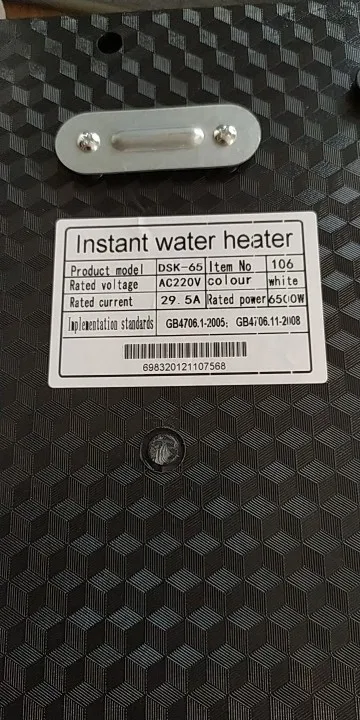 Instant water heater
Product model DSK-65 Item No 106
Rated voltage AC220V colour white
Rated current 29.5A Rated power 6500W
Implementation standards GB4706.1-2005; GB4706.11-2008
698320121107568